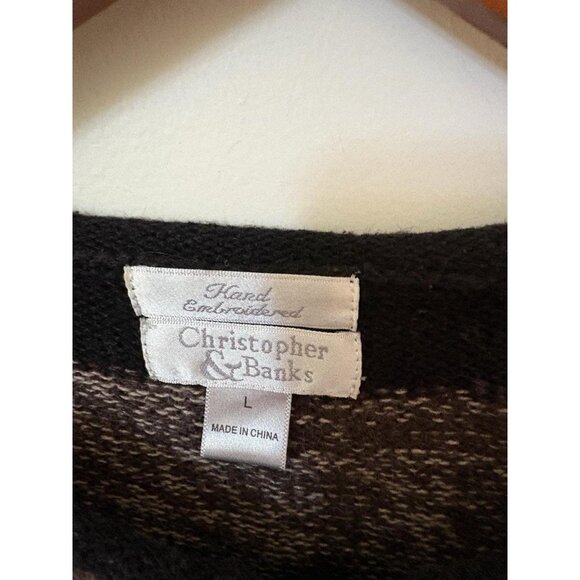 Hand
Embroidered
Christopher
& Banks
L
MADE IN CHINA